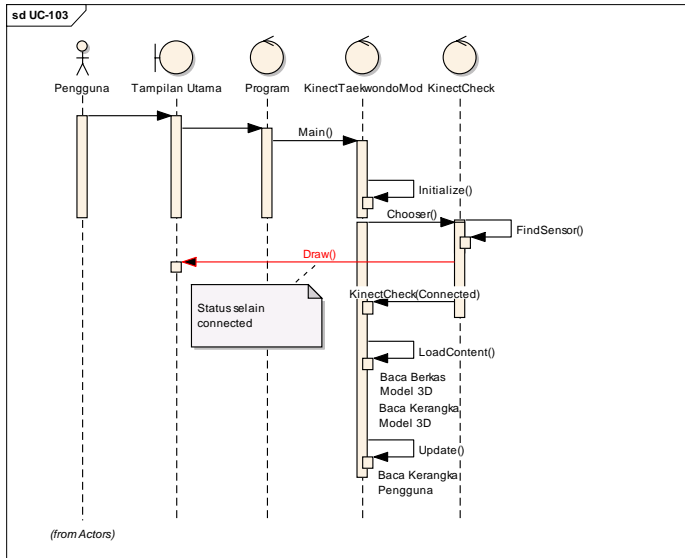 sd UC-103
Pengguna
Tampilan Utama
Program
KinectTaekwondoMod
KinectCheck
Main()
Initialize()
Chooser()
FindSensor()
Draw()
Status selain
connected
KinectCheck(Connected)
LoadContent()
Baca Berkas
Model 3D
Baca Kerangka
Model 3D
Update()
Baca Kerangka
Pengguna
(from Actors)